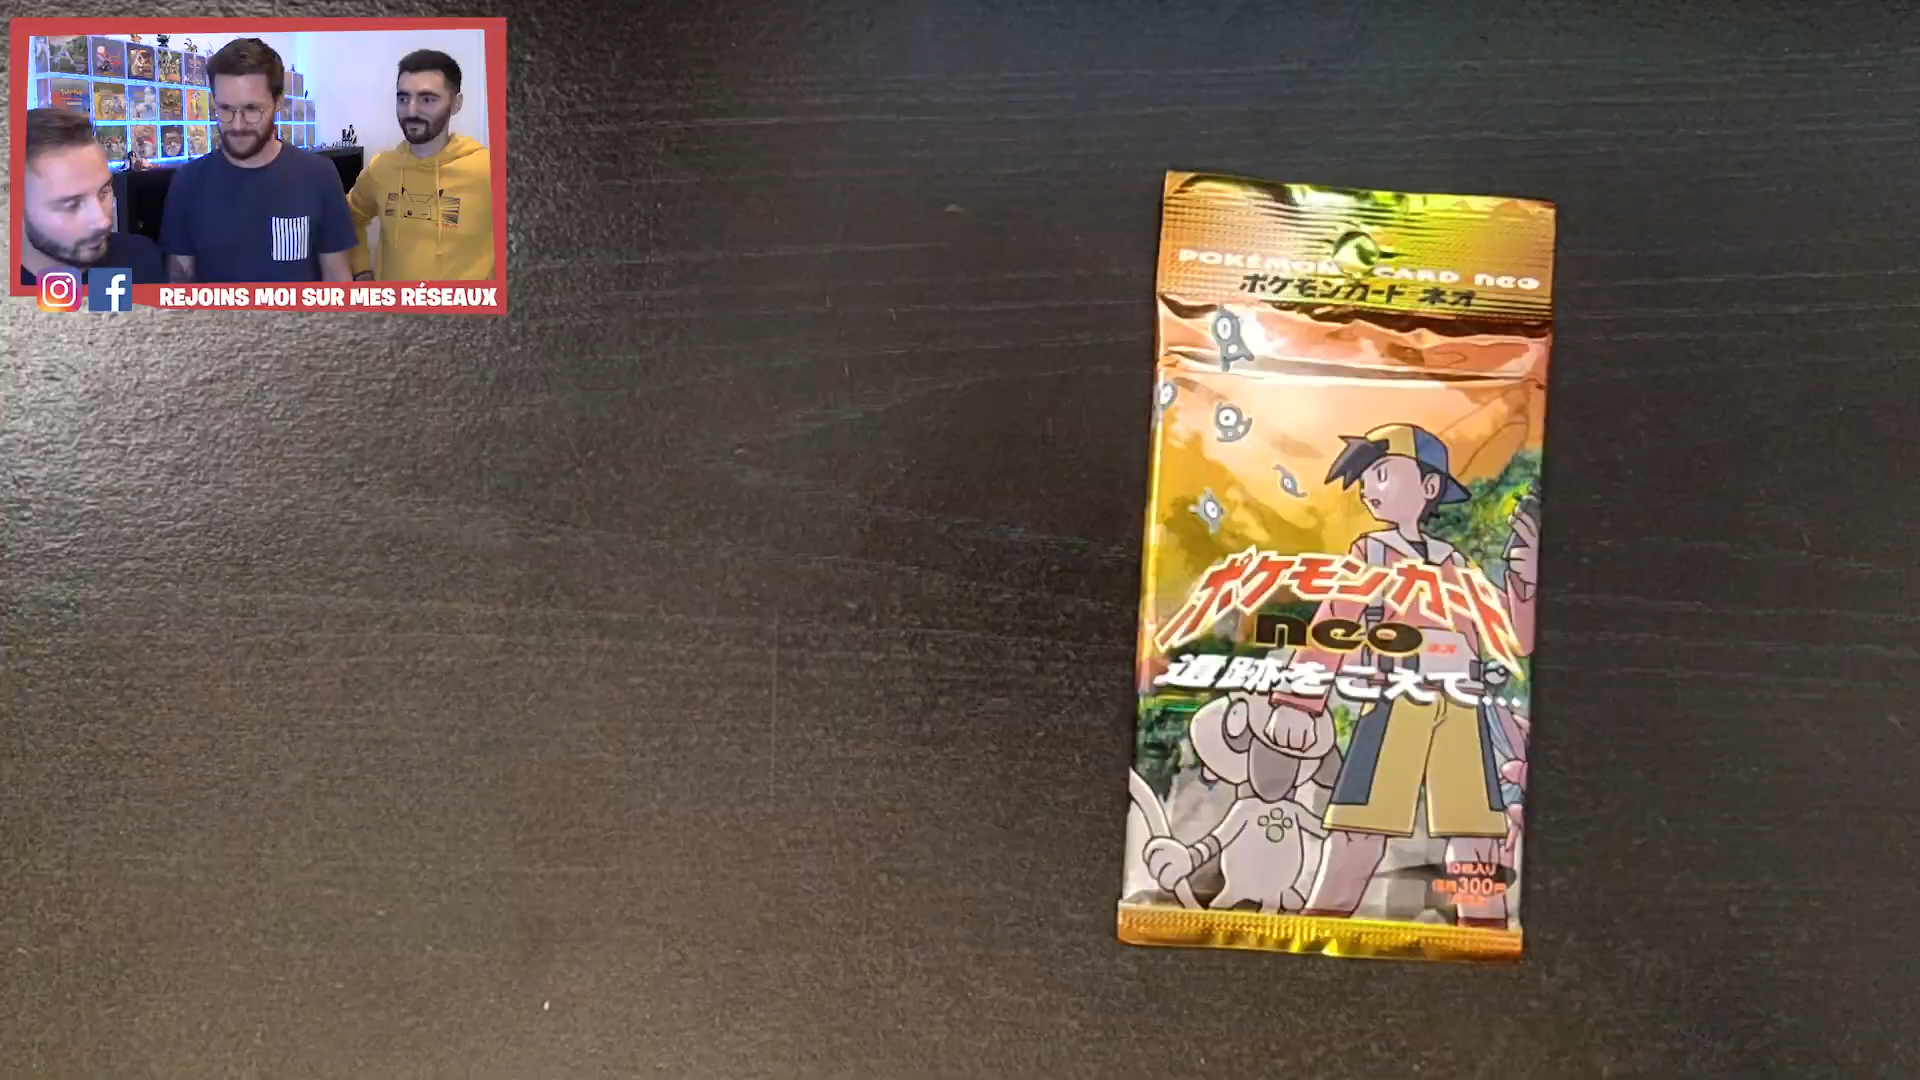 REJOINS MOI SUR MES RÉSEAUX
POKÉMON CARD neo
ポケモンカード ネオ
ポケモンカード
neo
ネオ
遺跡をこえて...
10枚入り
300円